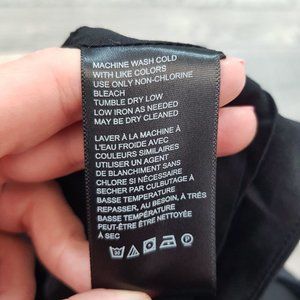 MACHINE WASH COLD
WITH LIKE COLORS
USE ONLY NON-CHLORINE
BLEACH
TUMBLE DRY LOW
LOW IRON AS NEEDED
MAY BE DRY CLEANED
LAVER À LA MACHINE À
L'EAU FROIDE AVEC
COULEURS SIMILAIRES
UTILISER UN AGENT
DE BLANCHIMENT SANS
CHLORE SI NÉCESSAIRE
SÉCHER PAR CULBUTAGE À
BASSE TEMPÉRATURE
REPASSER, AU BESOIN, À TRÉS
BASSE TEMPÉRATURE
PEUT-ÊTRE ÊTRE NETTOYÉE
À SEC